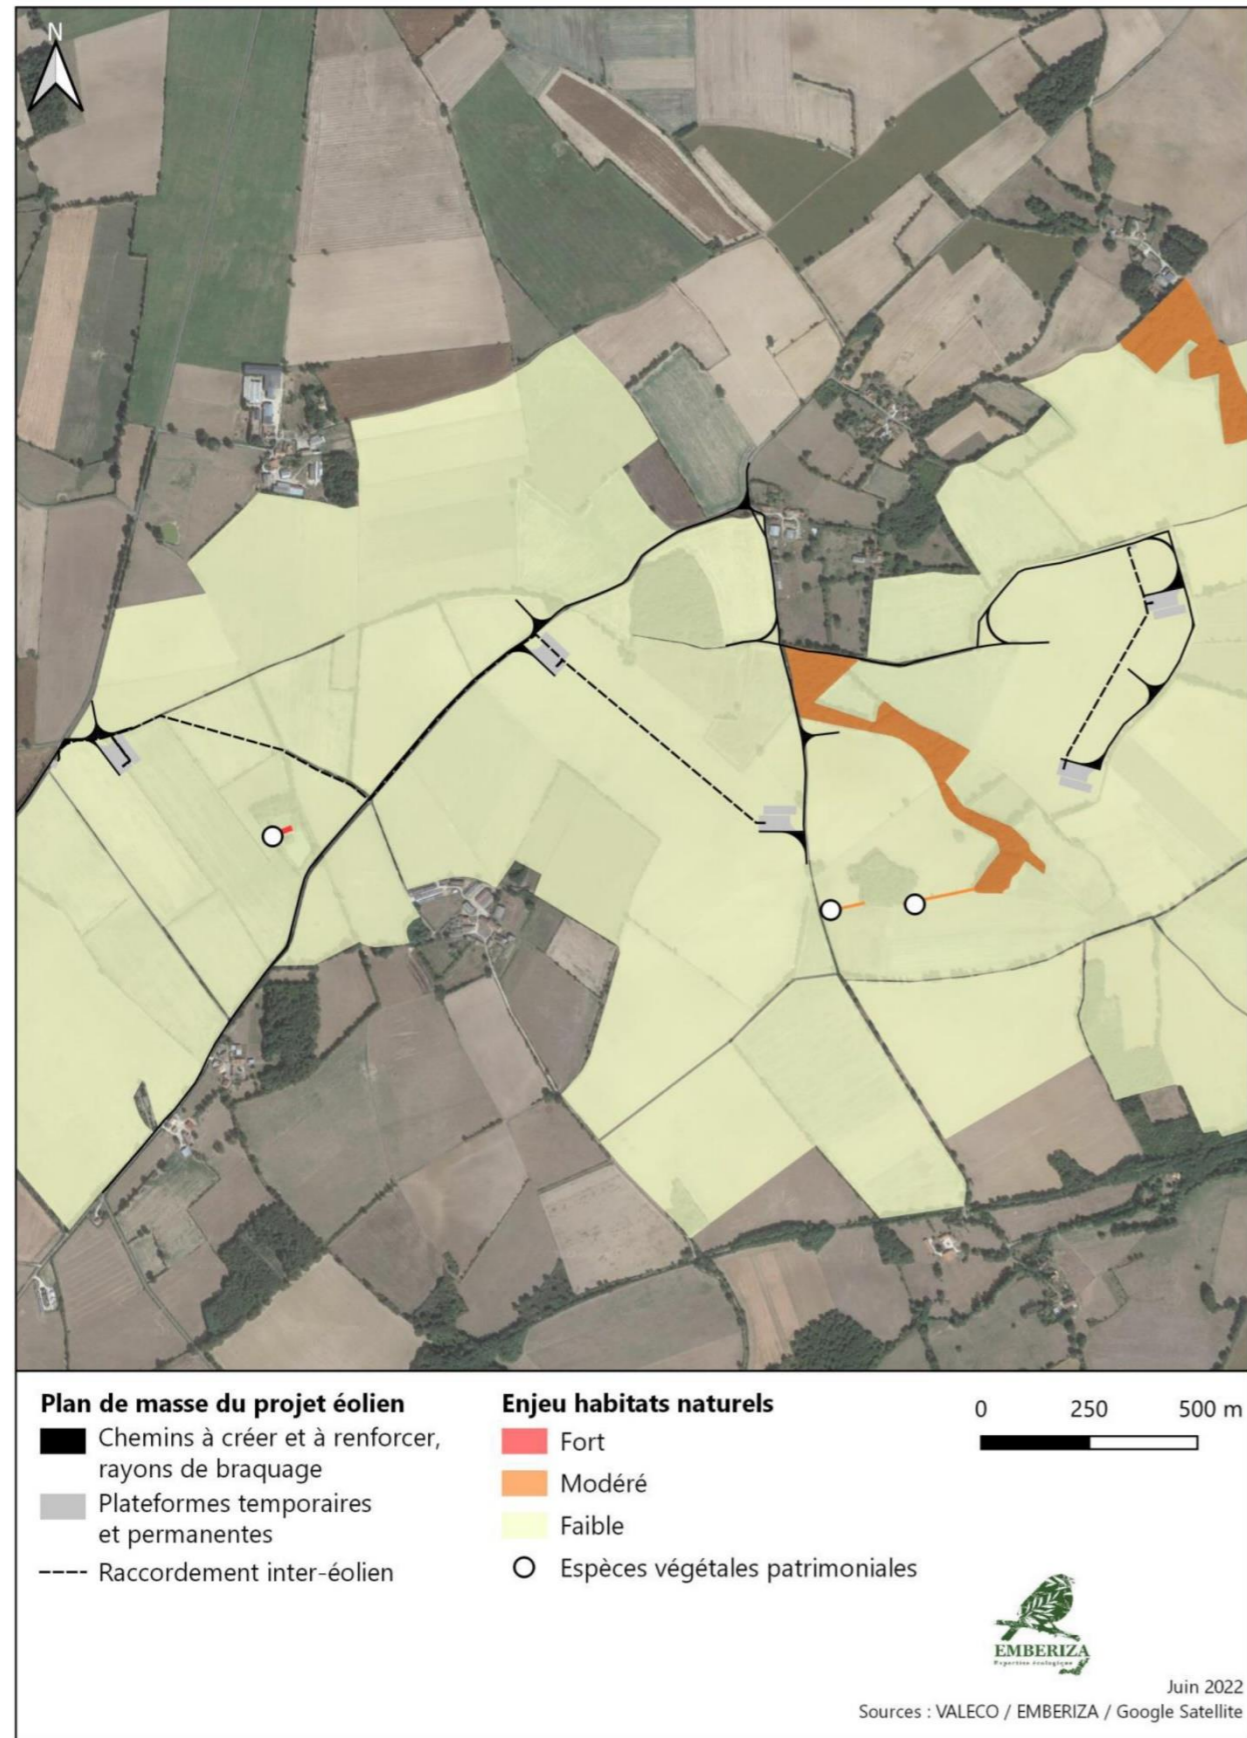 N
Plan de masse du projet éolien
Chemins à créer et à renforcer,
rayons de braquage
Plateformes temporaires
et permanentes
Raccordement inter-éolien
Enjeu habitats naturels
Fort
Modéré
Faible
Espèces végétales patrimoniales
0 250 500 m
EMBERIZA
Expertise écologique
Juin 2022
Sources : VALECO / EMBERIZA / Google Satellite